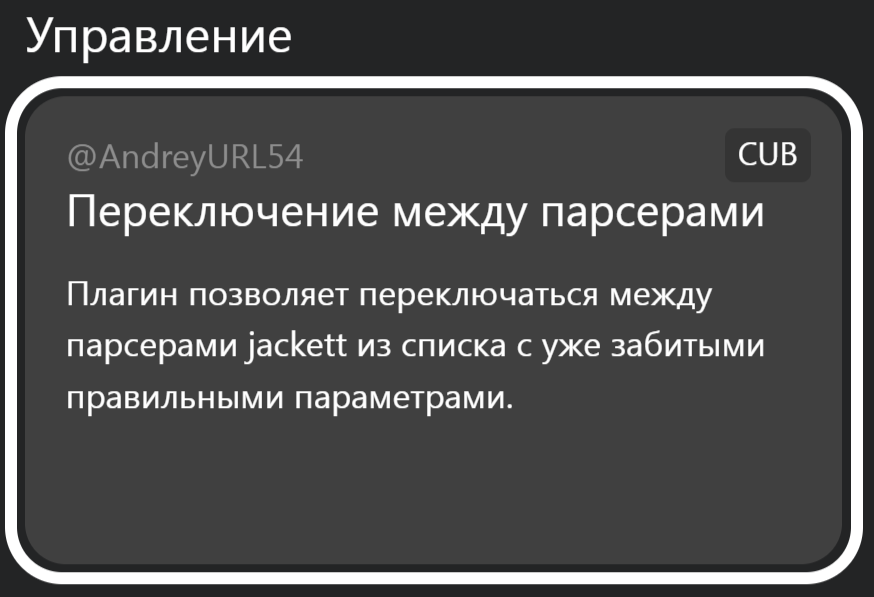 Управление
@AndreyURL54
CUB
Переключение между парсерами
Плагин позволяет переключаться между
парсерами jackett из списка с уже забитыми
правильными параметрами.